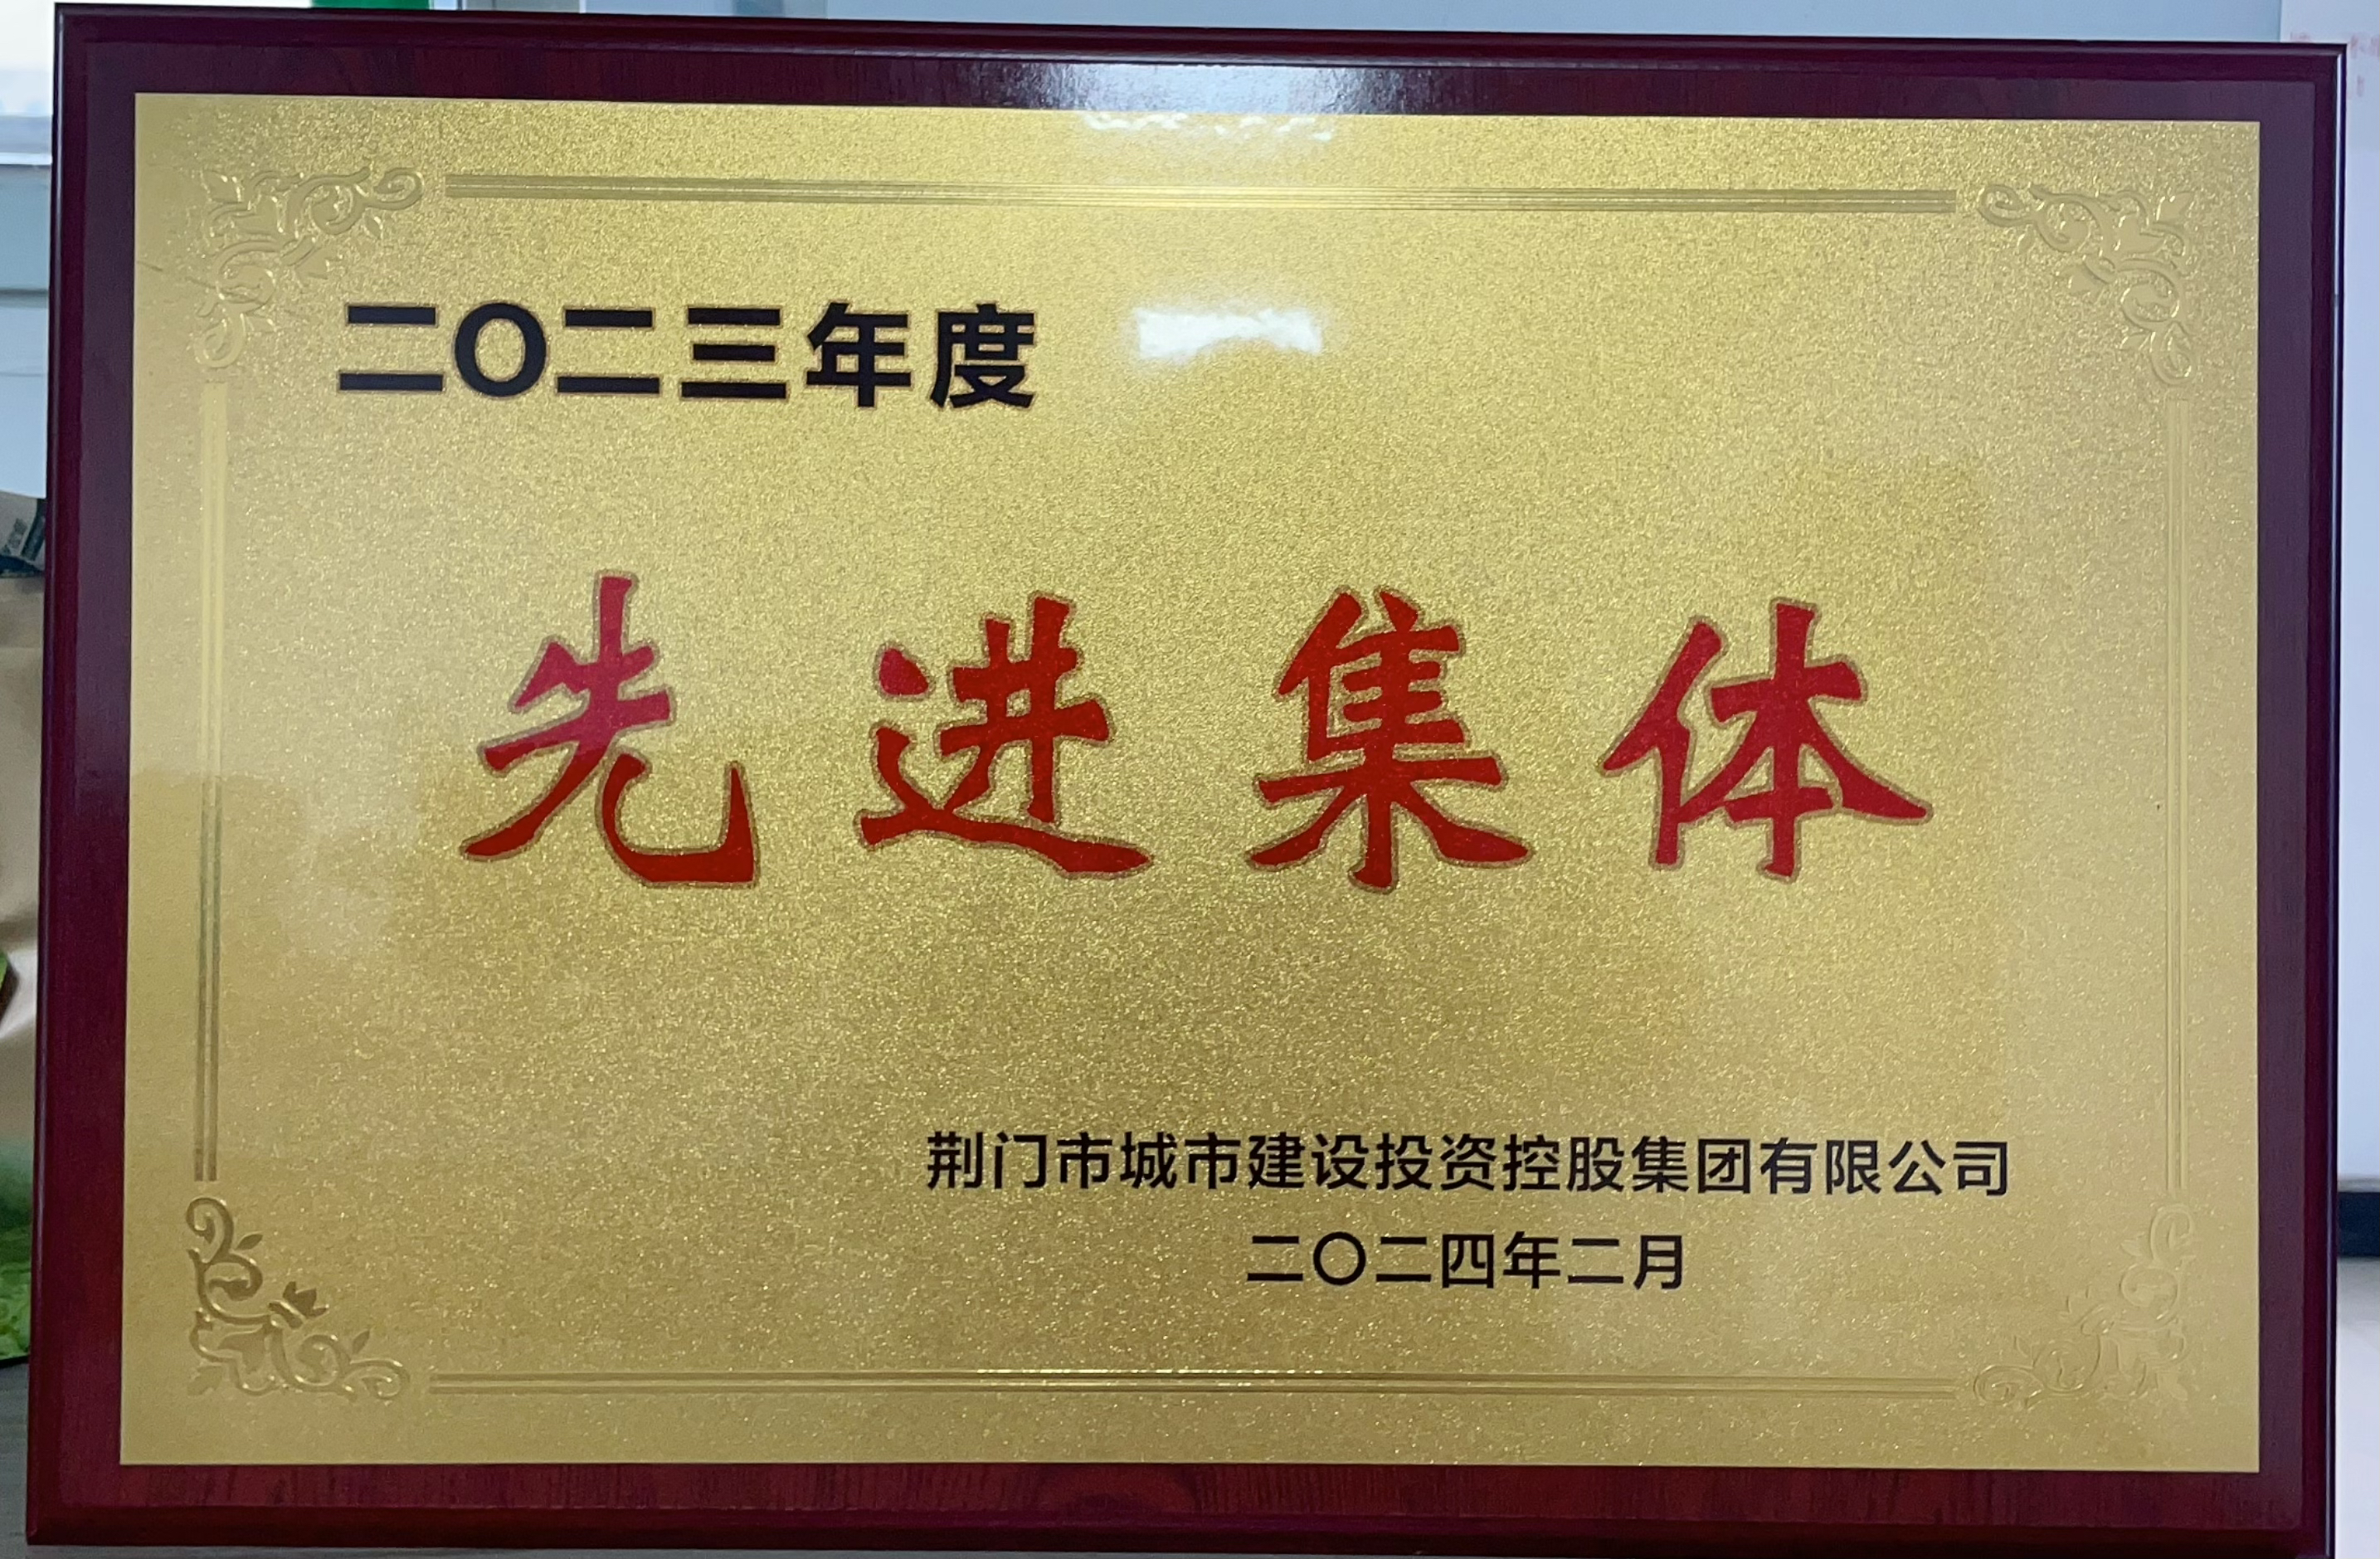 二〇二三年度
先进集体
荆门市城市建设投资控股集团有限公司
二〇二四年二月